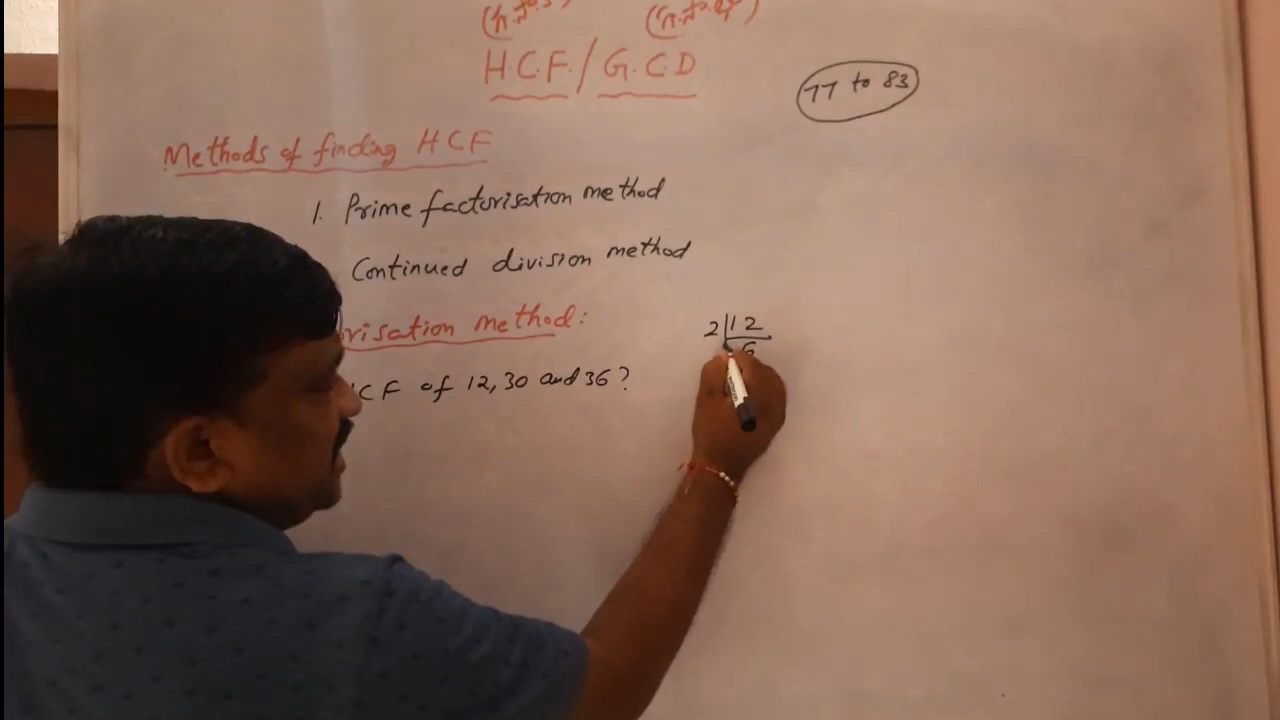 H.C.F. / G.C.D
77 to 83
Methods of finding HCF
1. Prime factorisation method
Continued division method
risation method:
CF of 12, 30 and 36?
2 | 12
6